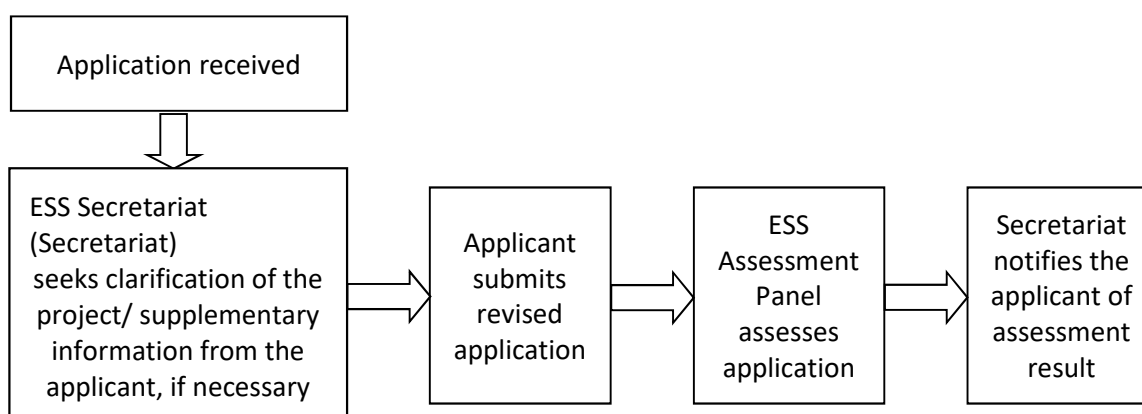 Application received
ESS Secretariat
(Secretariat)
seeks clarification of the
project/ supplementary
information from the
applicant, if necessary
Applicant
submits
revised
application
ESS
Assessment
Panel
assesses
application
Secretariat
notifies the
applicant of
assessment
result